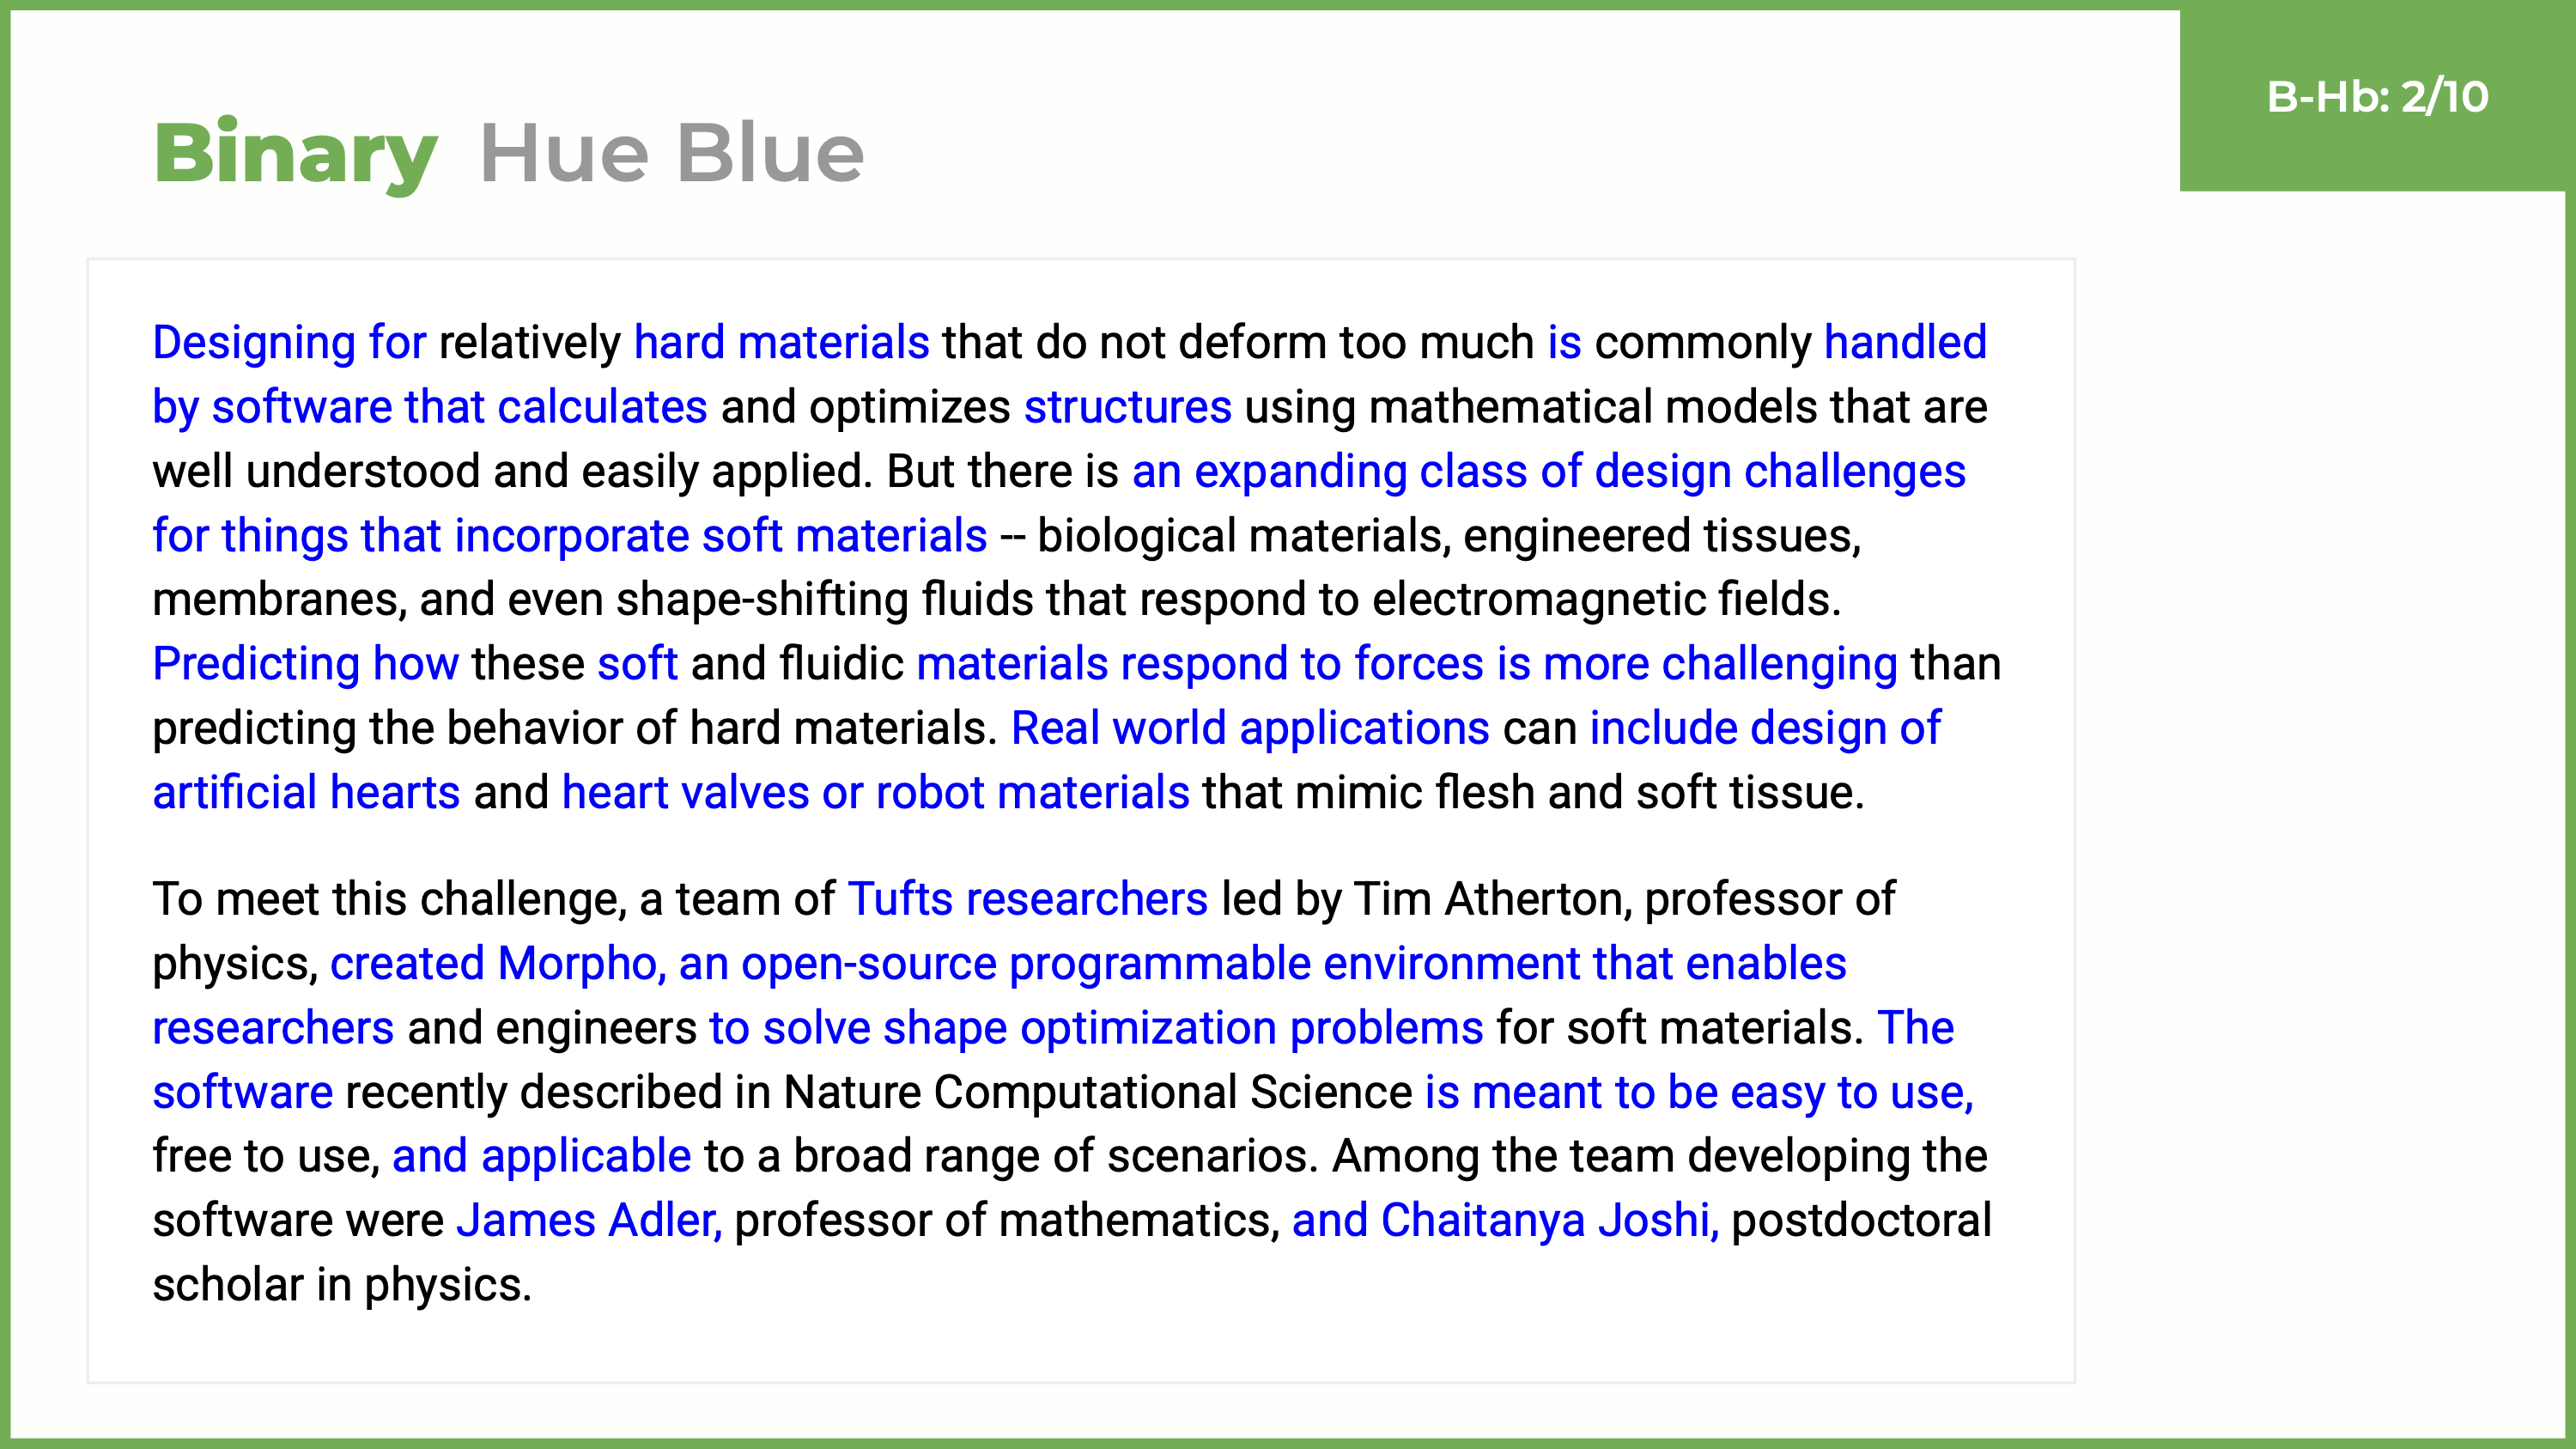 B-Hb: 2/10
Binary Hue Blue
Designing for relatively hard materials that do not deform too much is commonly handled
by software that calculates and optimizes structures using mathematical models that are
well understood and easily applied. But there is an expanding class of design challenges
for things that incorporate soft materials -- biological materials, engineered tissues,
membranes, and even shape-shifting fluids that respond to electromagnetic fields.
Predicting how these soft and fluidic materials respond to forces is more challenging than
predicting the behavior of hard materials. Real world applications can include design of
artificial hearts and heart valves or robot materials that mimic flesh and soft tissue.
To meet this challenge, a team of Tufts researchers led by Tim Atherton, professor of
physics, created Morpho, an open-source programmable environment that enables
researchers and engineers to solve shape optimization problems for soft materials. The
software recently described in Nature Computational Science is meant to be easy to use,
free to use, and applicable to a broad range of scenarios. Among the team developing the
software were James Adler, professor of mathematics, and Chaitanya Joshi, postdoctoral
scholar in physics.